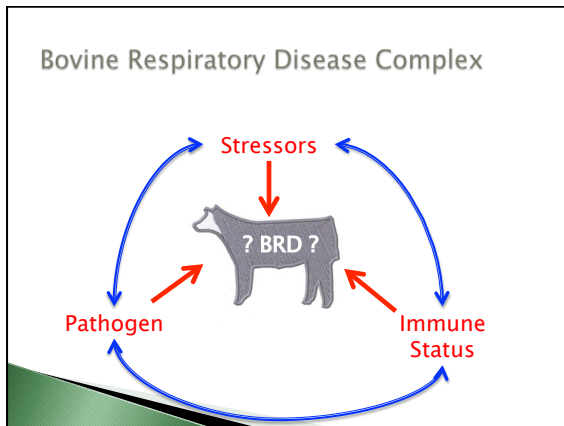 Bovine Respiratory Disease Complex
Stressors
? BRD ?
Pathogen
Immune
Status